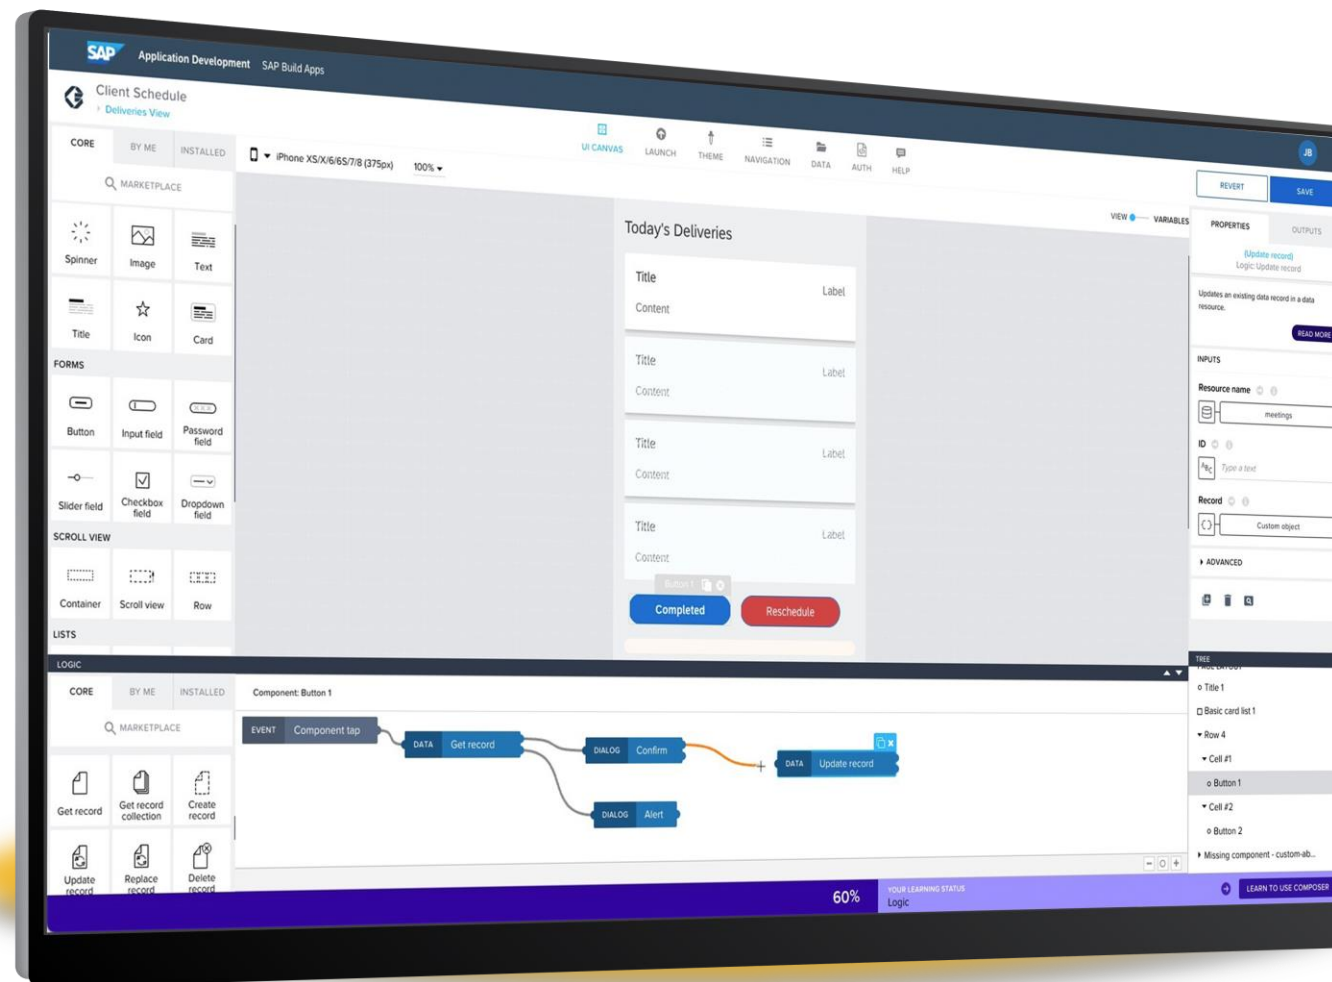 SAP Application Development SAP Build Apps
JB
Client Schedule
Deliveries View
UI CANVAS LAUNCH THEME NAVIGATION DATA AUTH HELP
REVERT SAVE
CORE BY ME INSTALLED
iPhone XS/X/6/6S/7/8 (375px) 100%
MARKETPLACE
VIEW VARIABLES
Spinner Image Text
Title Icon Card
FORMS
Button Input field Password field
Slider field Checkbox field Dropdown field
SCROLL VIEW
Container Scroll view Row
LISTS
Today's Deliveries
Title
Label
Content
Title
Label
Content
Title
Label
Content
Title
Label
Content
Button 1
Completed Reschedule
PROPERTIES OUTPUTS
(Update record)
Logic: Update record
Updates an existing data record in a data
resource.
READ MORE
INPUTS
Resource name
meetings
ID
ABC Type a text
Record
Custom object
ADVANCED
LOGIC
CORE BY ME INSTALLED
MARKETPLACE
Get record Get record collection Create record
Update record Replace record Delete record
Component: Button 1
EVENT Component tap
DATA Get record
DIALOG Confirm
DATA Update record
DIALOG Alert
TREE
PAGE LAYOUT
Title 1
Basic card list 1
Row 4
Cell #1
Button 1
Cell #2
Button 2
Missing component - custom-ab...
60%
YOUR LEARNING STATUS
Logic
LEARN TO USE COMPOSER